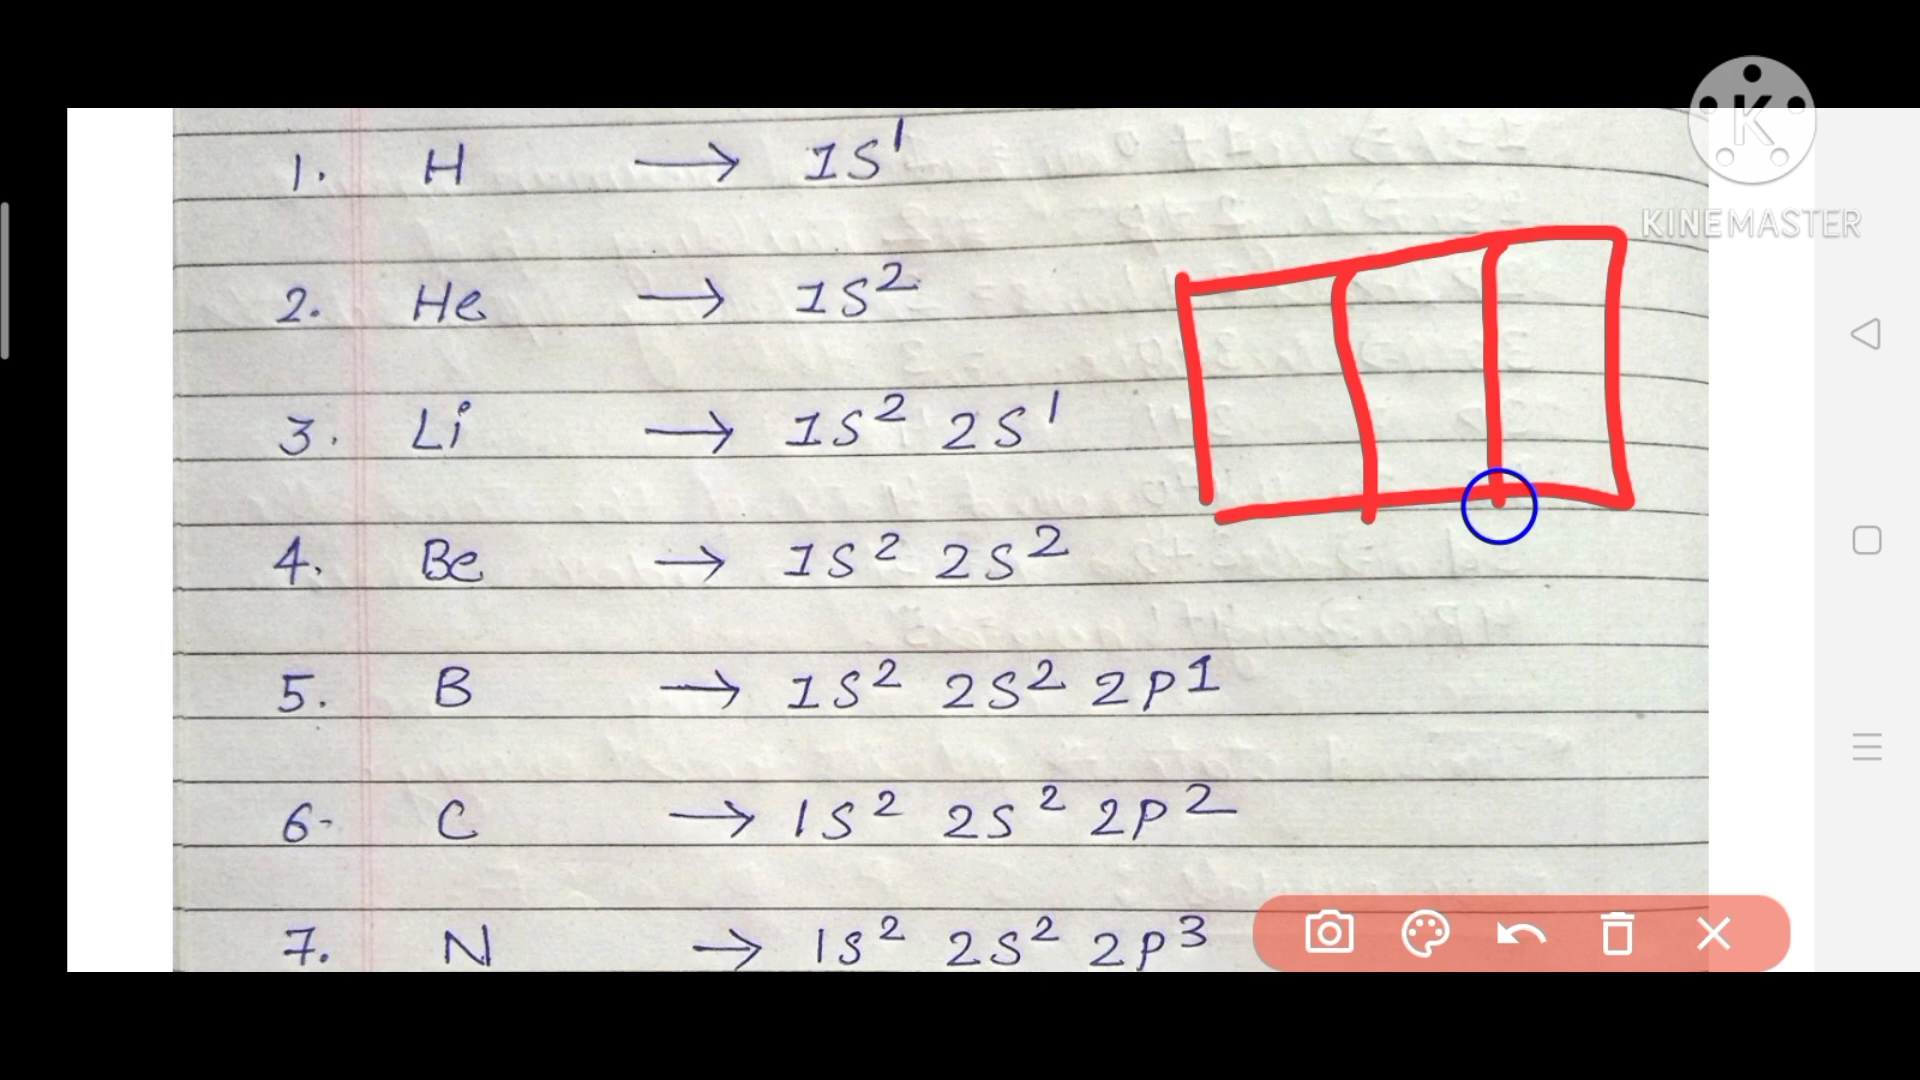 1. H → 1S¹
KINEMASTER
2. He → 1S²
3. Li → 1S² 2S¹
4. Be → 1S² 2S²
5. B → 1S² 2S² 2P¹
6- C → 1S² 2S² 2P²
7. N → 1S² 2S² 2P³